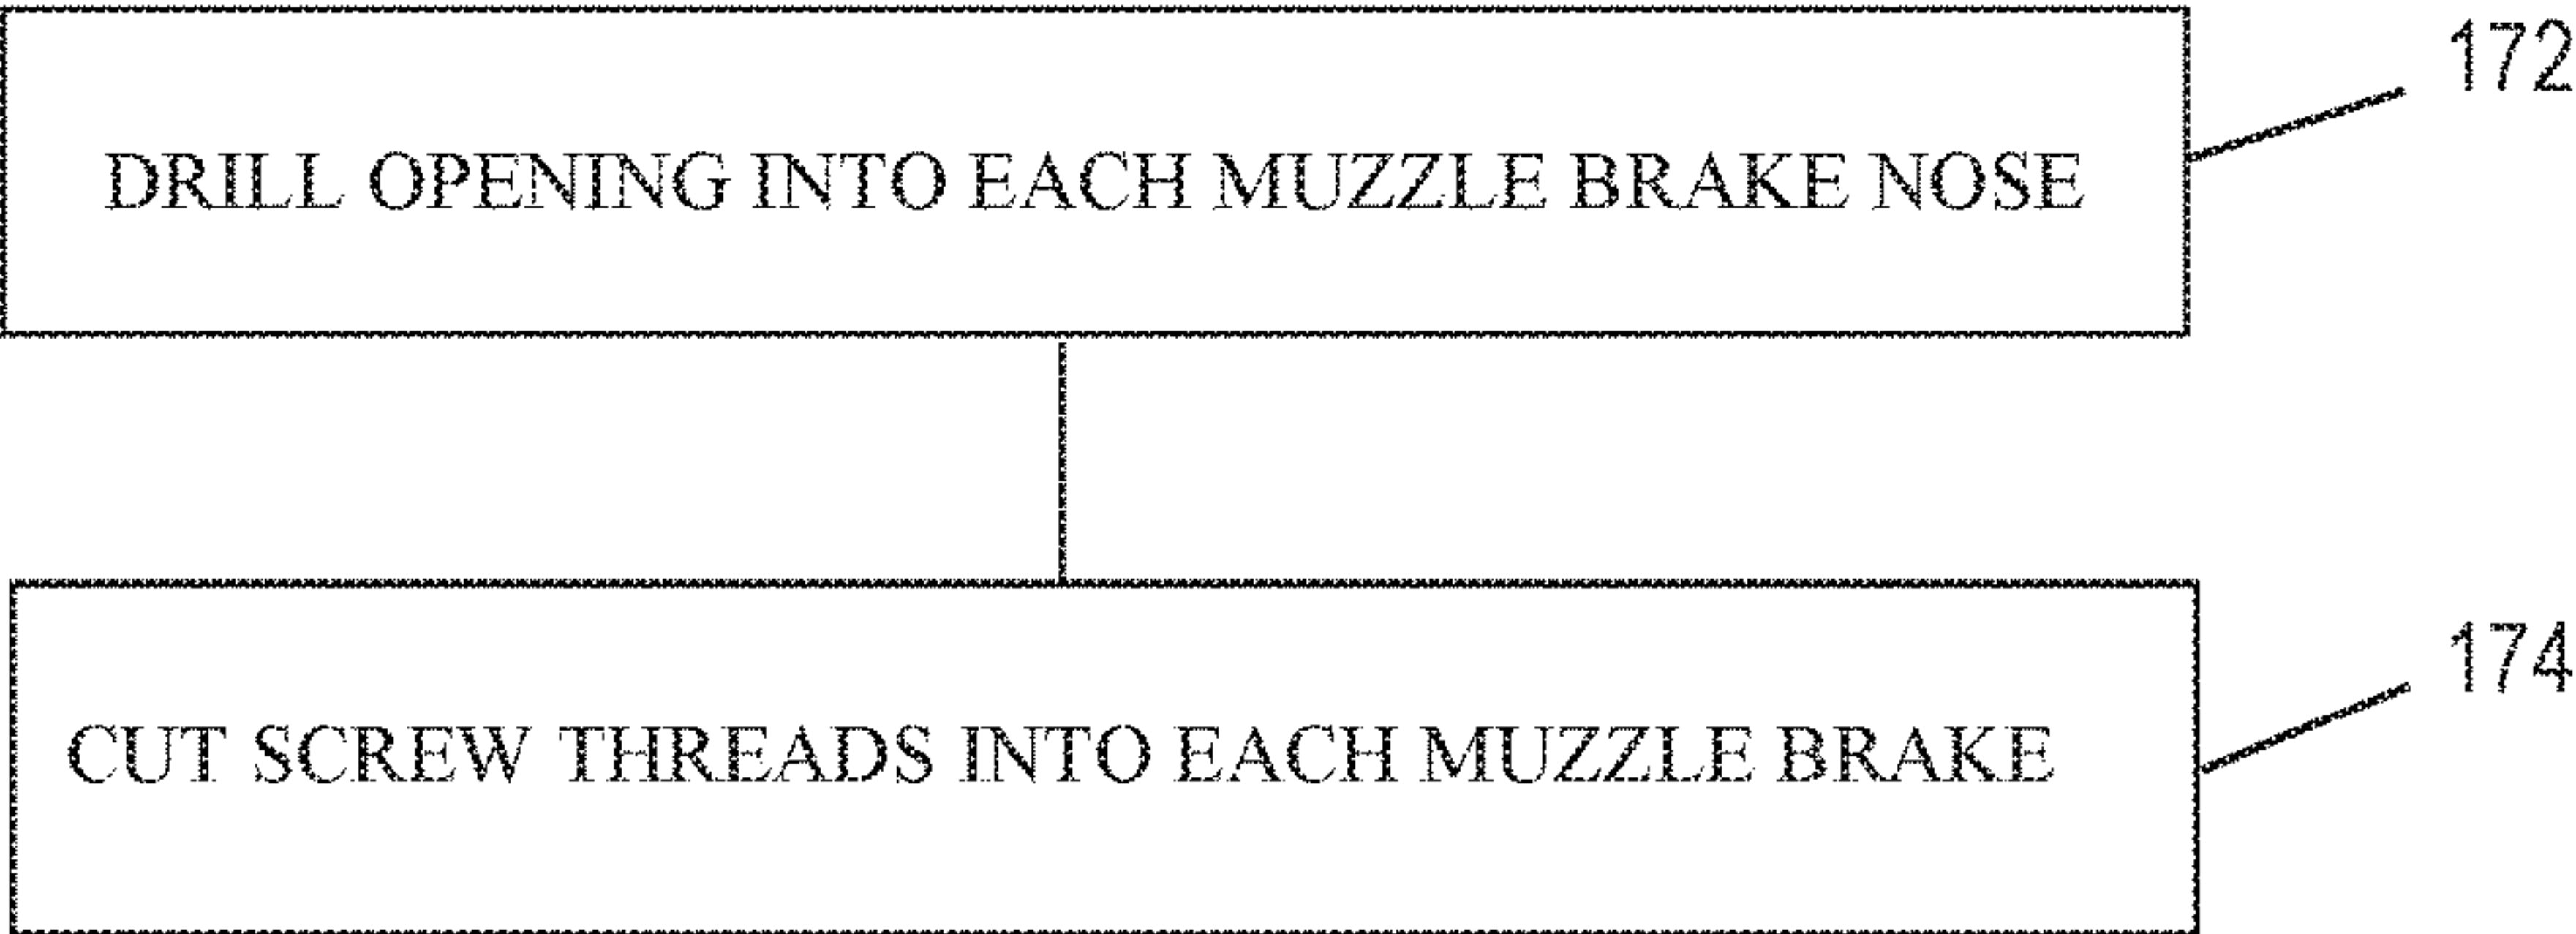 172
DRILL OPENING INTO EACH MUZZLE BRAKE NOSE
174
CUT SCREW THREADS INTO EACH MUZZLE BRAKE